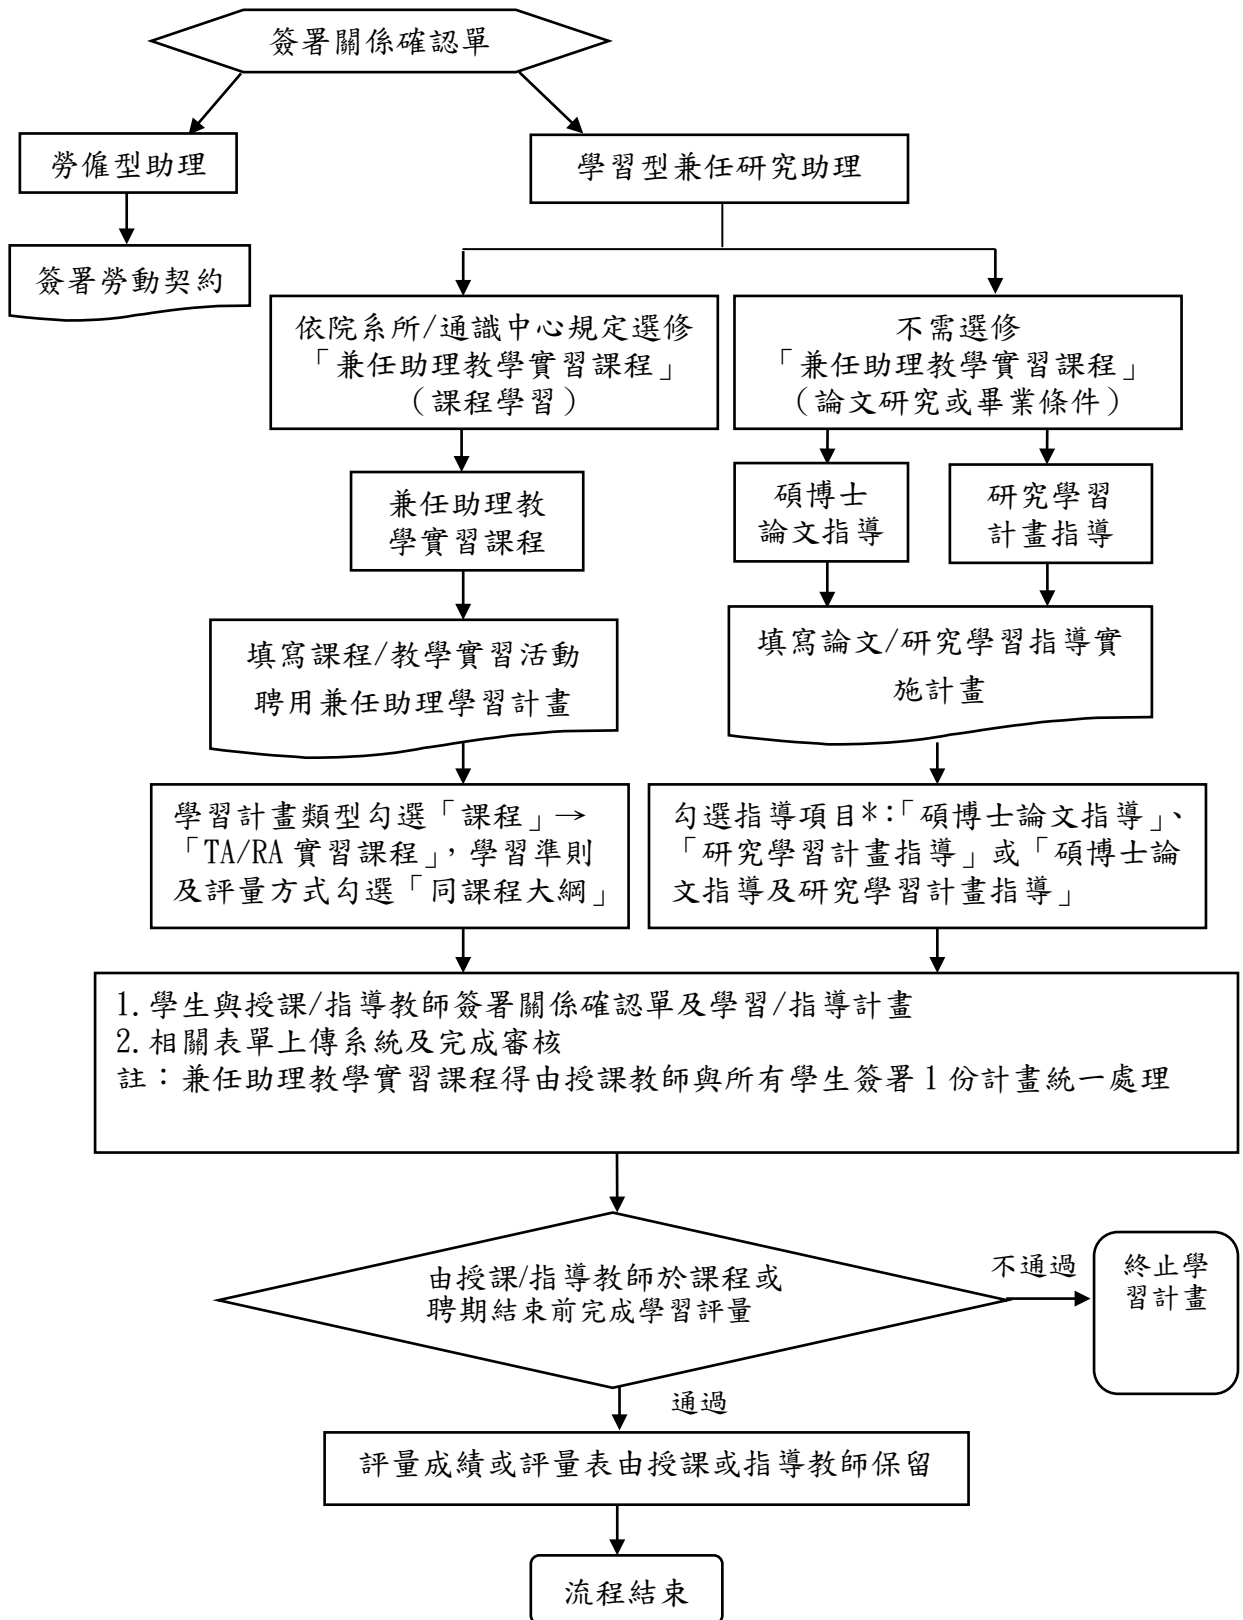 簽署關係確認單
勞僱型助理
學習型兼任研究助理
簽署勞動契約
依院系所/通識中心規定選修
「兼任助理教學實習課程」
（課程學習）
不需選修
「兼任助理教學實習課程」
（論文研究或畢業條件）
兼任助理教
學實習課程
碩博士
論文指導
研究學習
計畫指導
填寫課程/教學實習活動
聘用兼任助理學習計畫
填寫論文/研究學習指導實
施計畫
學習計畫類型勾選「課程」→
「TA/RA 實習課程」，學習準則
及評量方式勾選「同課程大綱」
勾選指導項目*：「碩博士論文指導」、
「研究學習計畫指導」或「碩博士論
文指導及研究學習計畫指導」
1.學生與授課/指導教師簽署關係確認單及學習/指導計畫
2.相關表單上傳系統及完成審核
註：兼任助理教學實習課程得由授課教師與所有學生簽署 1 份計畫統一處理
由授課/指導教師於課程或
聘期結束前完成學習評量
不通過
終止學
習計畫
通過
評量成績或評量表由授課或指導教師保留
流程結束